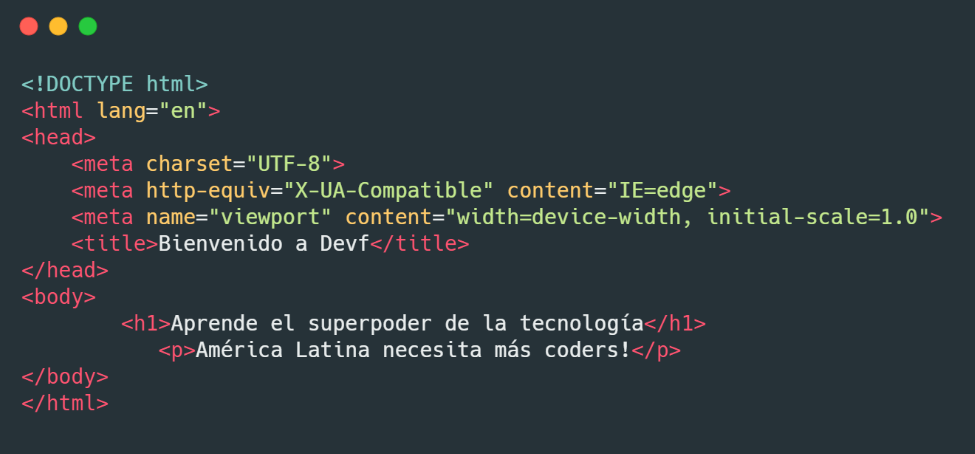 <!DOCTYPE html>
<html lang="en">
<head>
    <meta charset="UTF-8">
    <meta http-equiv="X-UA-Compatible" content="IE=edge">
    <meta name="viewport" content="width=device-width, initial-scale=1.0">
    <title>Bienvenido a Devf</title>
</head>
<body>
        <h1>Aprende el superpoder de la tecnología</h1>
           <p>América Latina necesita más coders!</p>
</body>
</html>